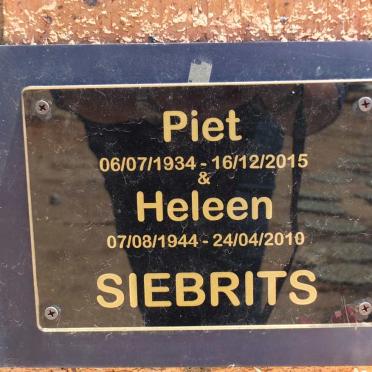 Piet
06/07/1934 - 16/12/2015
&
Heleen
07/08/1944 - 24/04/2010
SIEBRITS